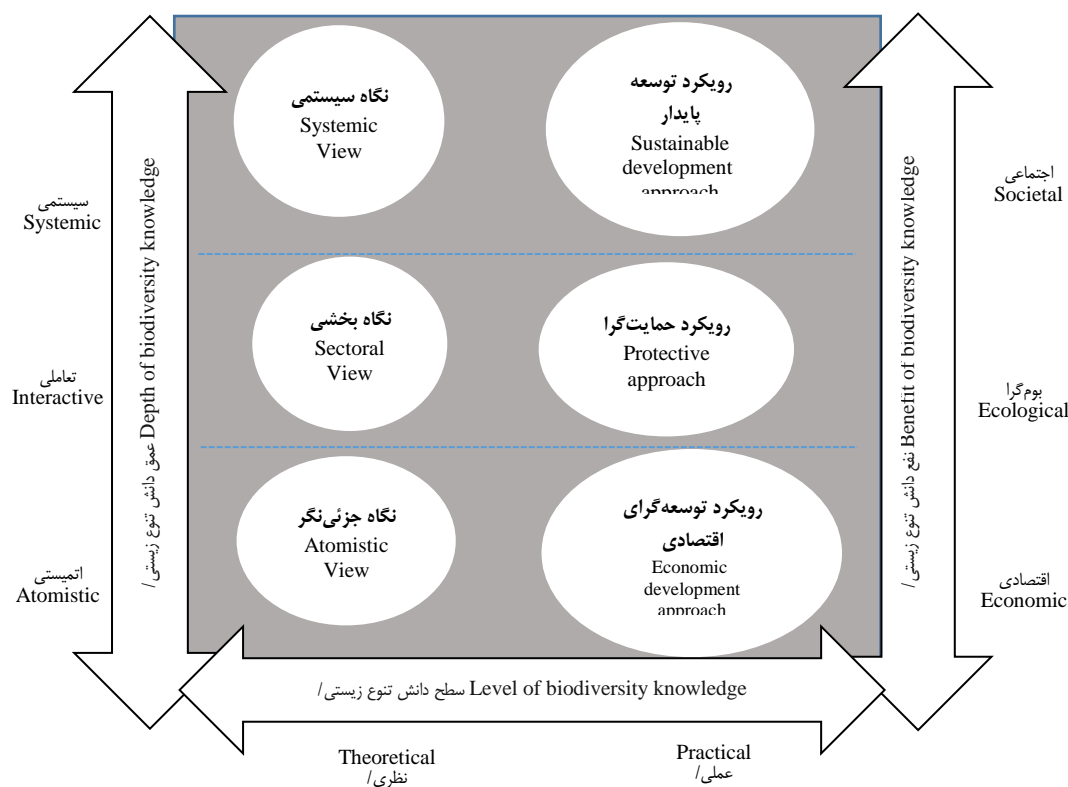 نگاه سیستمی
Systemic
View
رویکرد توسعه
پایدار
Sustainable
development
approach
نگاه بخشی
Sectoral
View
رویکرد حمایت‌گرا
Protective
approach
نگاه جزئی‌نگر
Atomistic
View
رویکرد توسعه‌گرای
اقتصادی
Economic
development
approach
سیستمی
Systemic
تعاملی
Interactive
اتمیستی
Atomistic
عمق دانش تنوع زیستی/ Depth of biodiversity knowledge
نفع دانش تنوع زیستی/ Benefit of biodiversity knowledge
اجتماعی
Societal
بوم‌گرا
Ecological
اقتصادی
Economic
سطح دانش تنوع زیستی/ Level of biodiversity knowledge
Theoretical
نظری/
Practical
عملی/